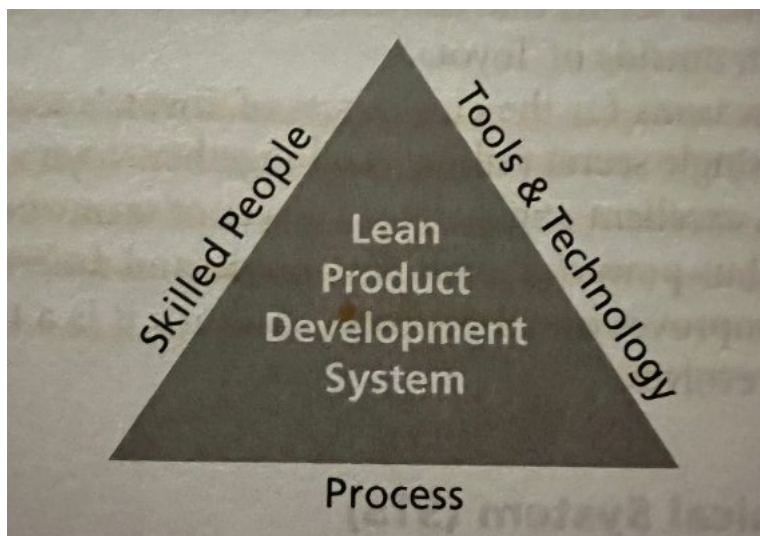 Skilled People
Tools & Technology
Lean
Product
Development
System
Process